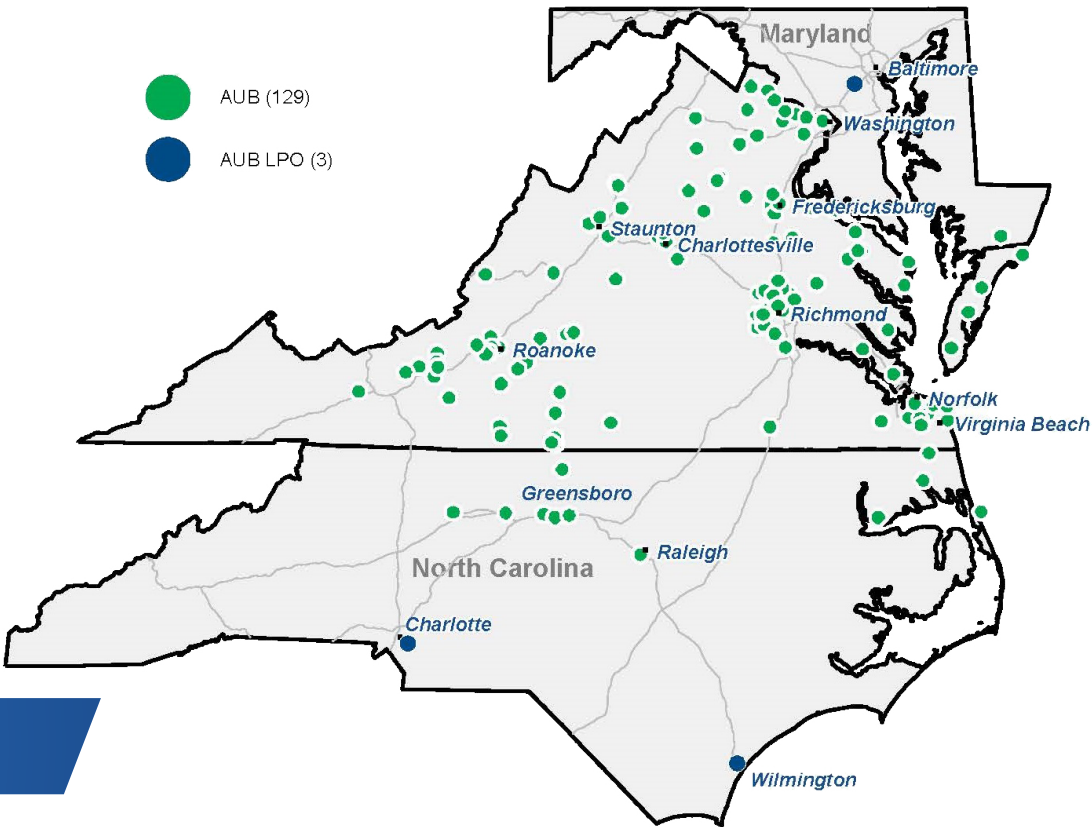 Maryland
Baltimore
AUB (129)
Washington
AUB LPO (3)
Fredericksburg
Staunton
Charlottesville
Richmond
Roanoke
Norfolk
Virginia Beach
Greensboro
Raleigh
North Carolina
Charlotte
Wilmington